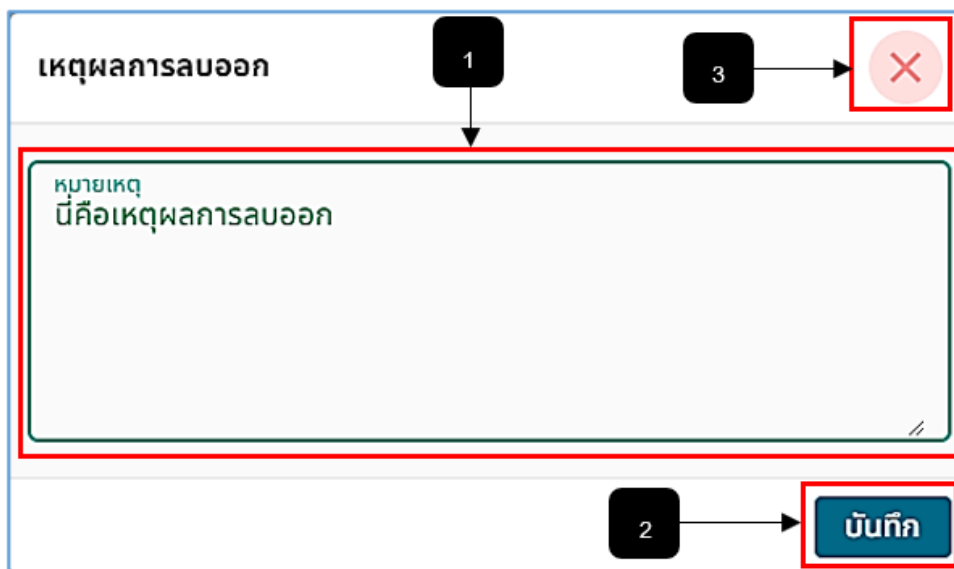 เหตุผลการลบออก
1
3
หมายเหตุ
นี่คือเหตุผลการลบออก
2
บันทึก